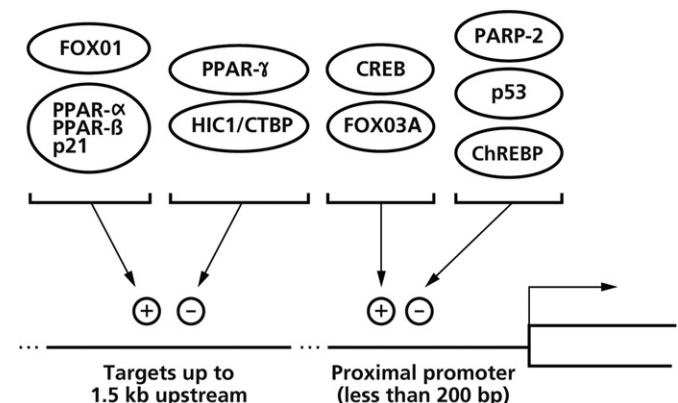 FOX01
PPAR-α
PPAR-ß
p21
PPAR-γ
HIC1/CTBP
CREB
FOX03A
PARP-2
p53
ChREBP
+
−
+
−
...
...
Targets up to
1.5 kb upstream
Proximal promoter
(less than 200 bp)